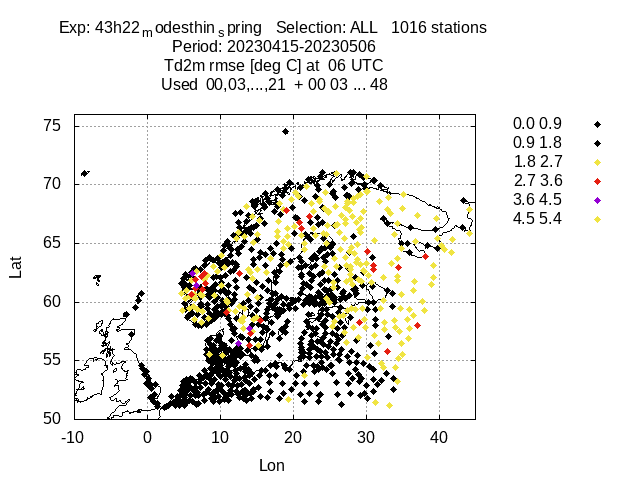 Exp: 43h22modesthinspring   Selection: ALL   1016 stations
Period: 20230415-20230506
Td2m rmse [deg C] at  06 UTC
Used  00,03,...,21  + 00 03 ... 48
0.0 0.9
0.9 1.8
1.8 2.7
2.7 3.6
3.6 4.5
4.5 5.4
75
70
65
60
55
50
Lat
-10 0 10 20 30 40
Lon